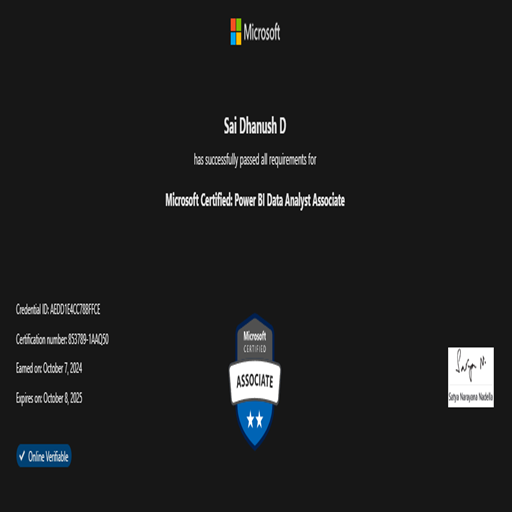 Microsoft
Sai Dhanush D
has successfully passed all requirements for
Microsoft Certified: Power BI Data Analyst Associate
Credential ID: AEDD1E4CC78BFFCE
Certification number: 853789-1AAQ50
Earned on: October 7, 2024
Expires on: October 8, 2025
Online Verifiable
Microsoft
CERTIFIED
ASSOCIATE
Satya N.
Satya Narayana Nadella